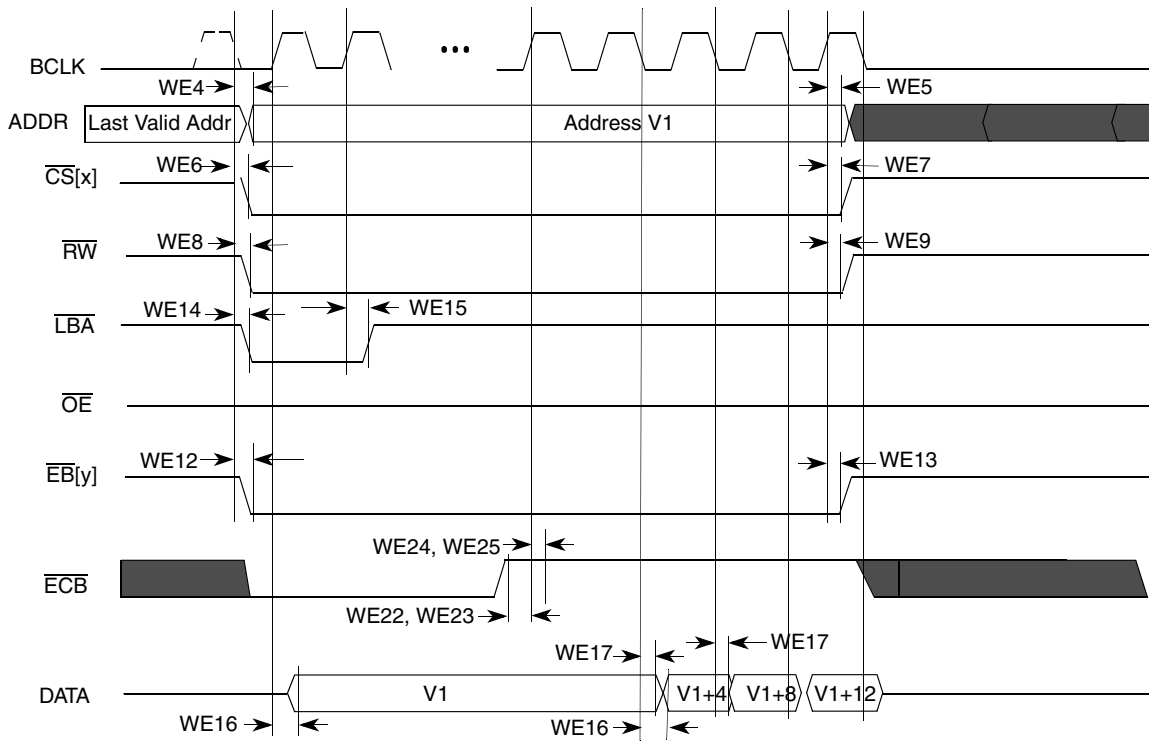 BCLK
•••
WE4
WE5
ADDR
Last Valid Addr
Address V1
WE6
WE7
CS[x]
WE8
WE9
RW
WE14
WE15
LBA
OE
WE12
WE13
EB[y]
WE24, WE25
ECB
WE22, WE23
WE17
WE17
DATA
V1
V1+4
V1+8
V1+12
WE16
WE16